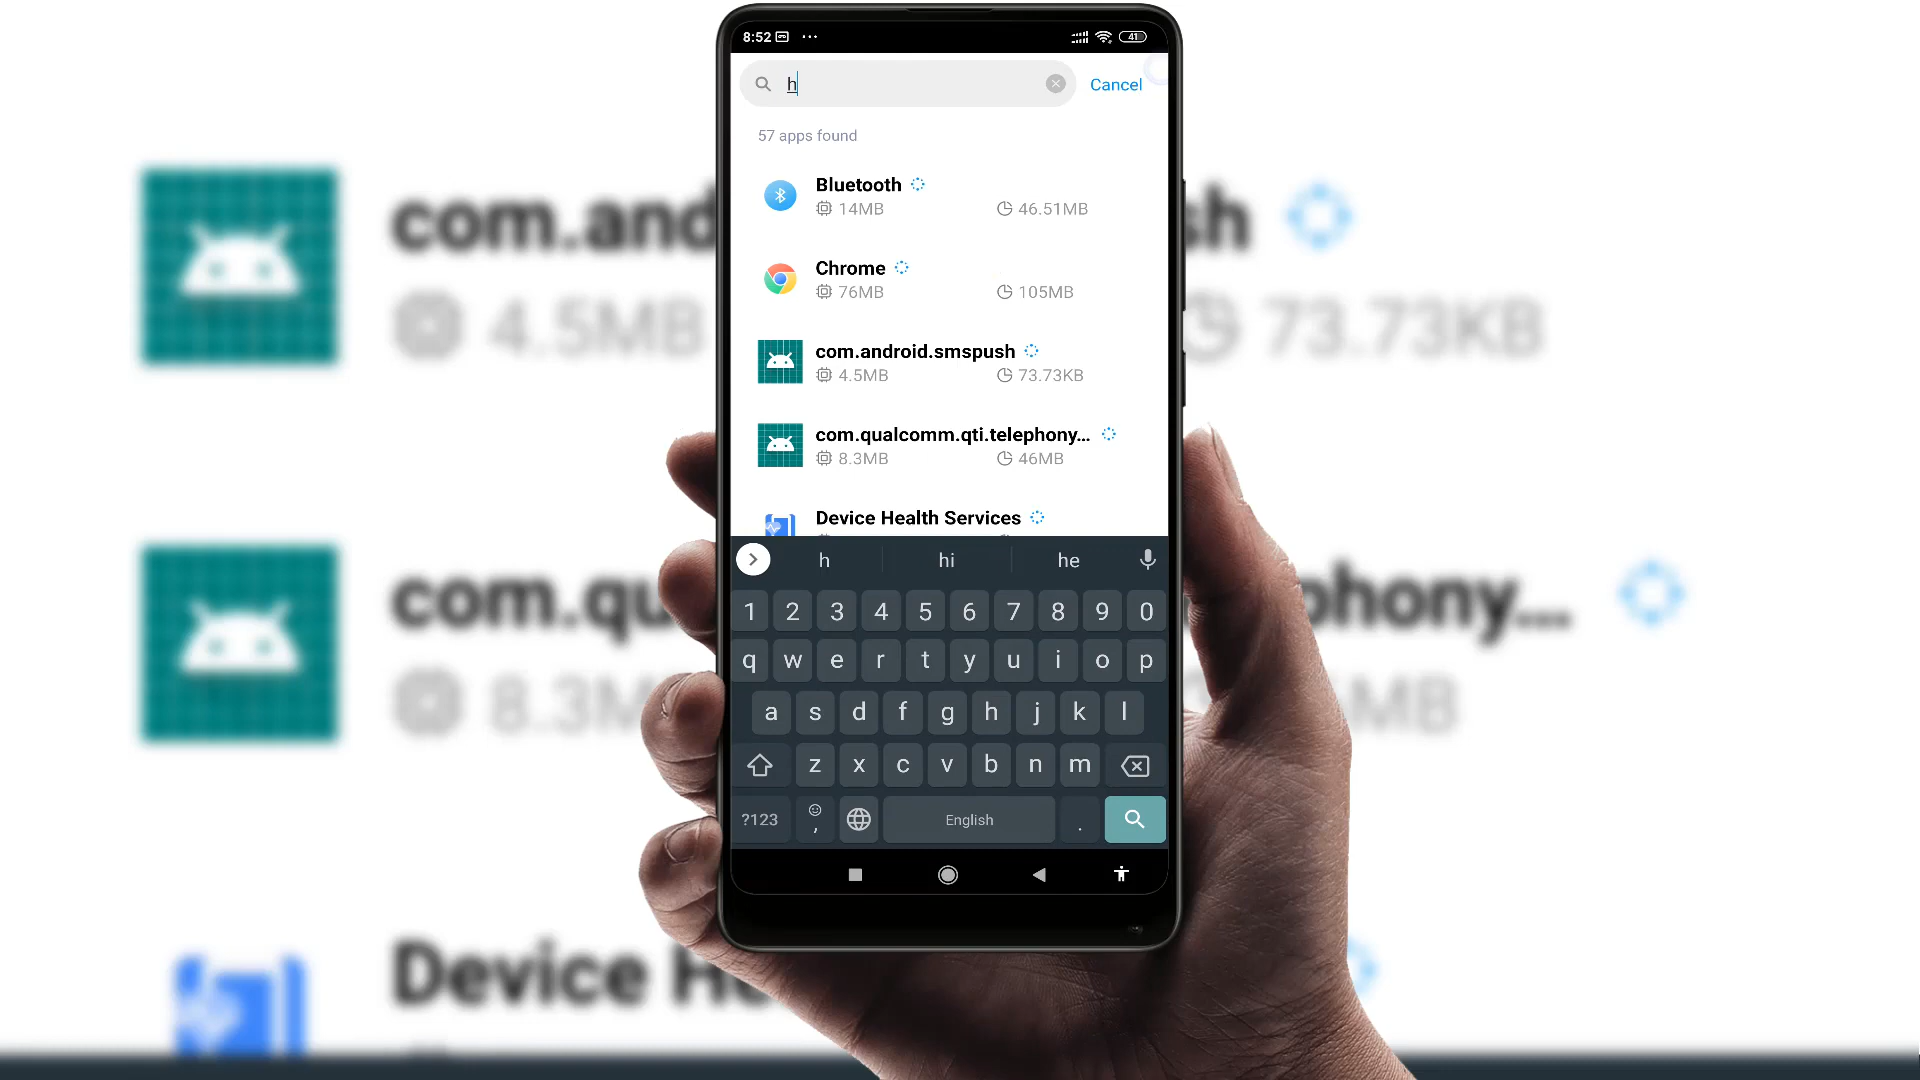 8:52
41
h
Cancel
57 apps found
Bluetooth
14MB 46.51MB
Chrome
76MB 105MB
com.android.smspush
4.5MB 73.73KB
com.qualcomm.qti.telephony...
8.3MB 46MB
Device Health Services
h hi he
1 2 3 4 5 6 7 8 9 0
q w e r t y u i o p
a s d f g h j k l
z x c v b n m
?123 , English .
com.and sh
4.5MB 73.73KB
com.qu phony...
8.3M MB
Device He